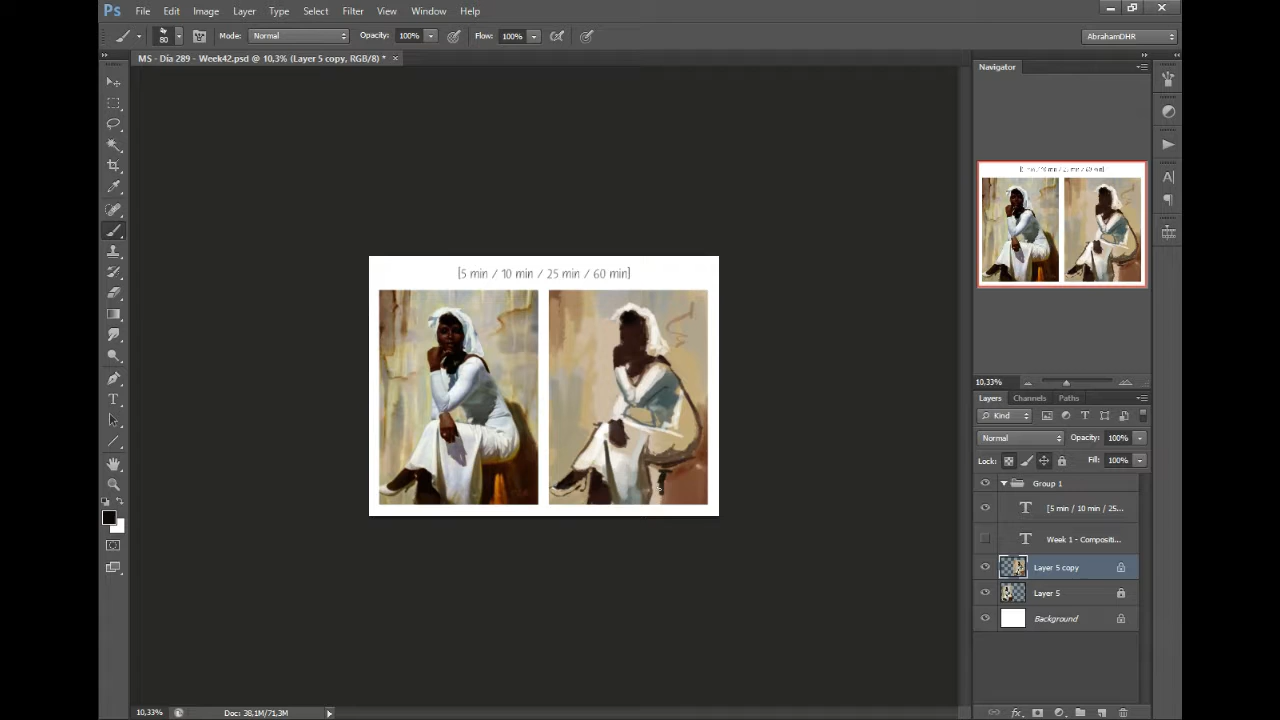 Ps File Edit Image Layer Type Select Filter View Window Help
80 Mode: Normal Opacity: 100% Flow: 100% AbrahamDHR
MS - Dia 289 - Week42.psd @ 10,3% (Layer 5 copy, RGB/8) *
Navigator
[5 min / 10 min / 25 min / 60 min]
10,33%
Layers Channels Paths
Kind
Normal Opacity: 100%
Lock: Fill: 100%
Group 1
[5 min / 10 min / 25...
Week 1 - Compositi...
Layer 5 copy
Layer 5
Background
10,33% Doc: 38,1M/71,3M